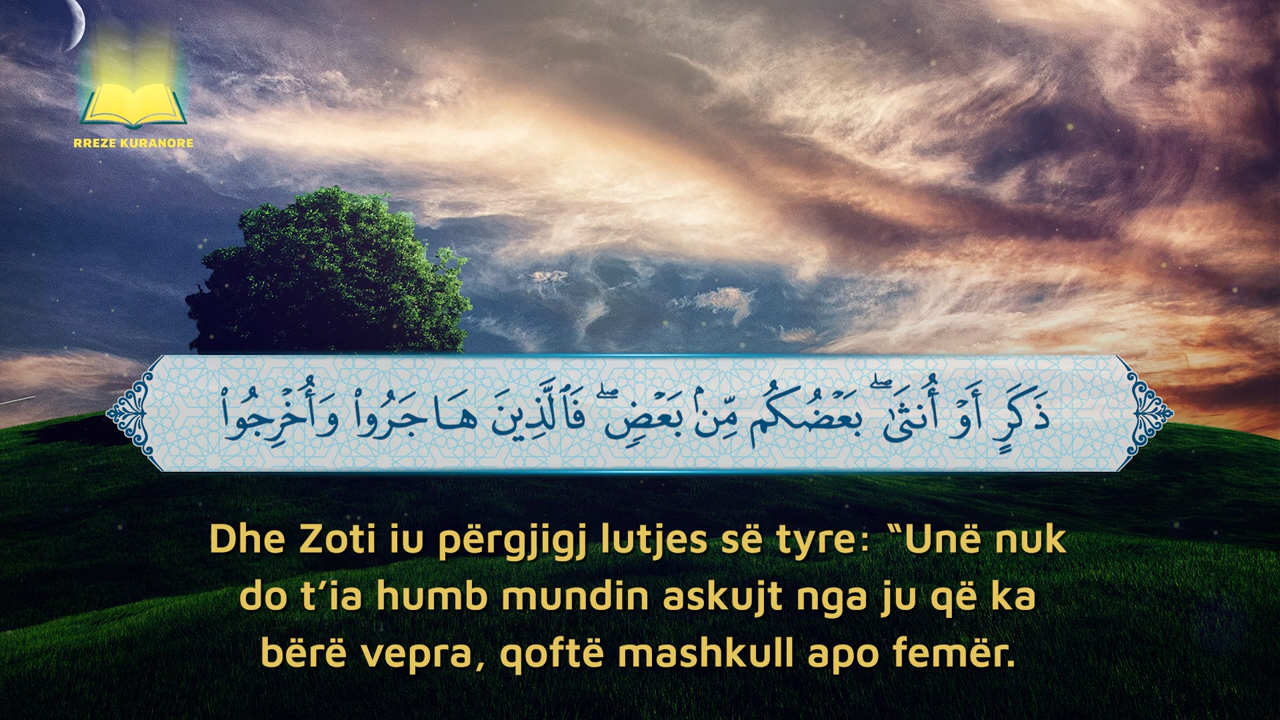 RREZE KURANORE
ذَكَرٍ أَوْ أُنثَىٰ ۖ بَعْضُكُم مِّنۢ بَعْضٍ ۖ فَٱلَّذِينَ هَاجَرُوا۟ وَأُخْرِجُوا۟
Dhe Zoti iu përgjigj lutjes së tyre: “Unë nuk
do t’ia humb mundin askujt nga ju që ka
bërë vepra, qoftë mashkull apo femër.